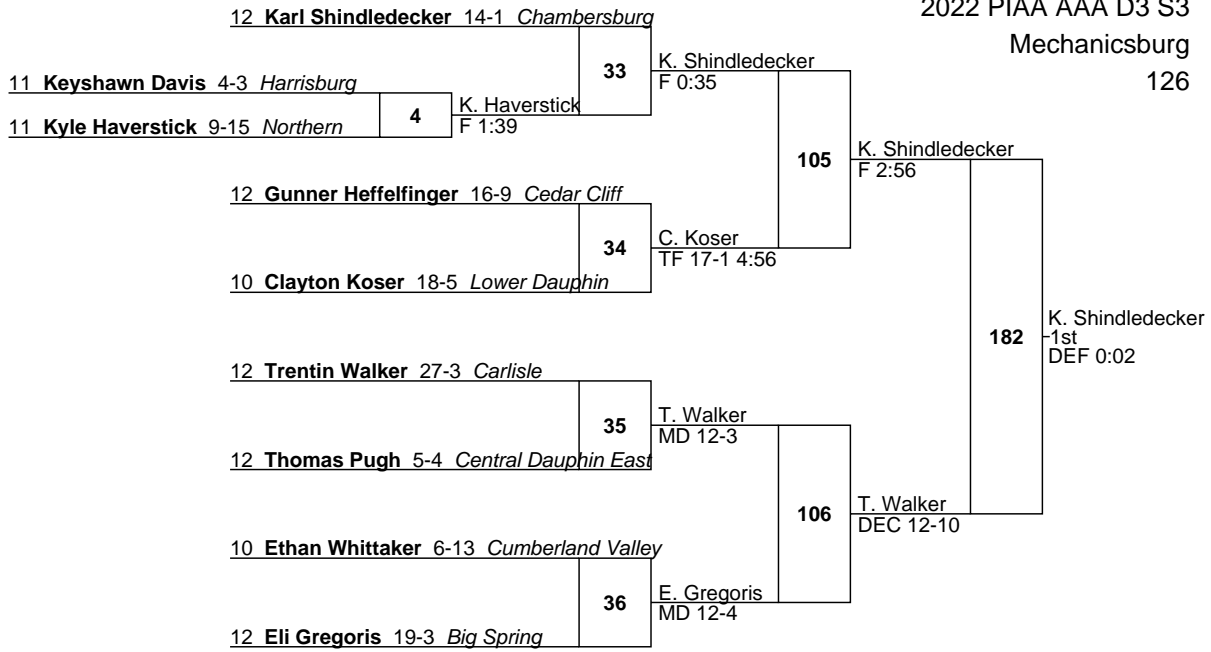 2022 PIAA AAA D3 S3
Mechanicsburg
126
12 Karl Shindledecker 14-1 Chambersburg
11 Keyshawn Davis 4-3 Harrisburg
11 Kyle Haverstick 9-15 Northern
4
K. Haverstick
F 1:39
33
K. Shindledecker
F 0:35
12 Gunner Heffelfinger 16-9 Cedar Cliff
10 Clayton Koser 18-5 Lower Dauphin
34
C. Koser
TF 17-1 4:56
105
K. Shindledecker
F 2:56
12 Trentin Walker 27-3 Carlisle
12 Thomas Pugh 5-4 Central Dauphin East
35
T. Walker
MD 12-3
10 Ethan Whittaker 6-13 Cumberland Valley
12 Eli Gregoris 19-3 Big Spring
36
E. Gregoris
MD 12-4
106
T. Walker
DEC 12-10
182
K. Shindledecker
1st
DEF 0:02